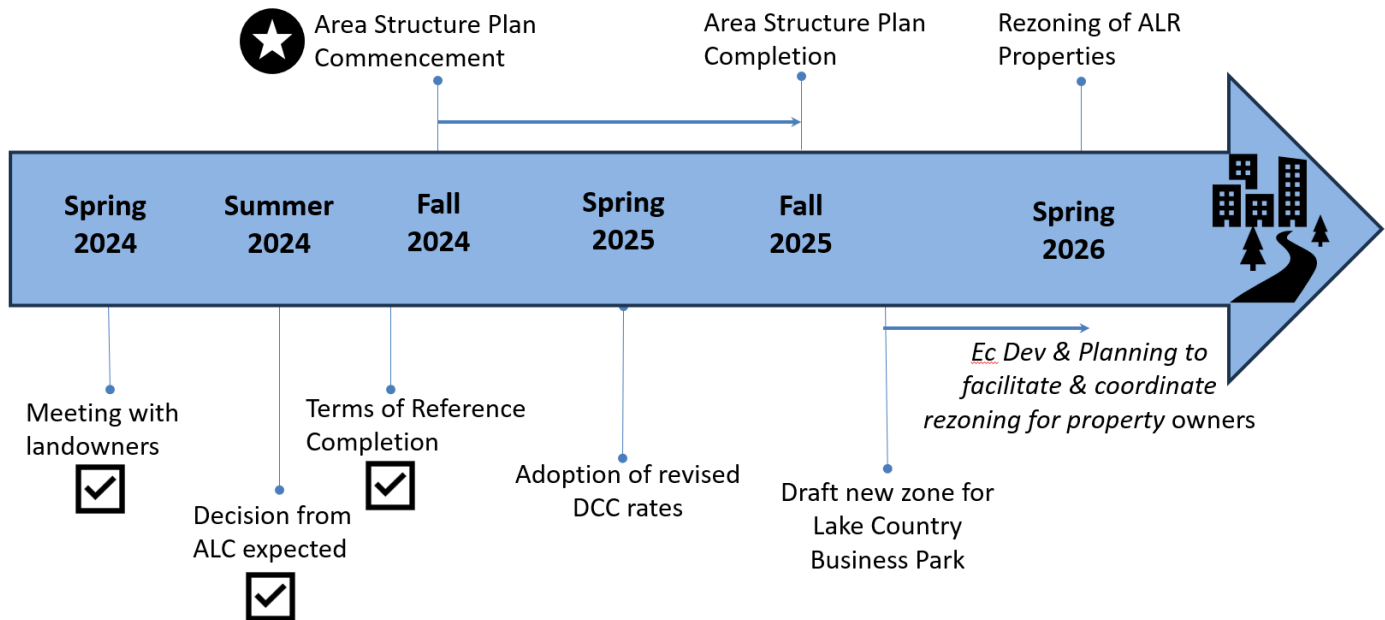 Area Structure Plan
Commencement
Area Structure Plan
Completion
Rezoning of ALR
Properties
Spring
2024
Summer
2024
Fall
2024
Spring
2025
Fall
2025
Spring
2026
Meeting with
landowners
Decision from
ALC expected
Terms of Reference
Completion
Adoption of revised
DCC rates
Draft new zone for
Lake Country
Business Park
Ec Dev & Planning to
facilitate & coordinate
rezoning for property owners